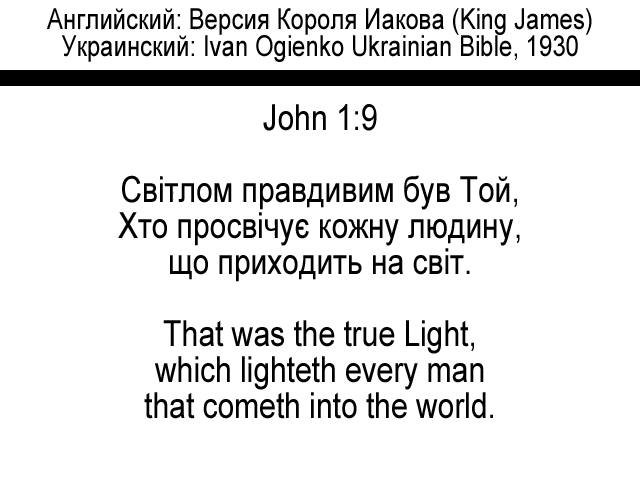 Английский: Версия Короля Иакова (King James)
Украинский: Ivan Ogienko Ukrainian Bible, 1930
John 1:9
Світлом правдивим був Той,
Хто просвічує кожну людину,
що приходить на світ.
That was the true Light,
which lighteth every man
that cometh into the world.